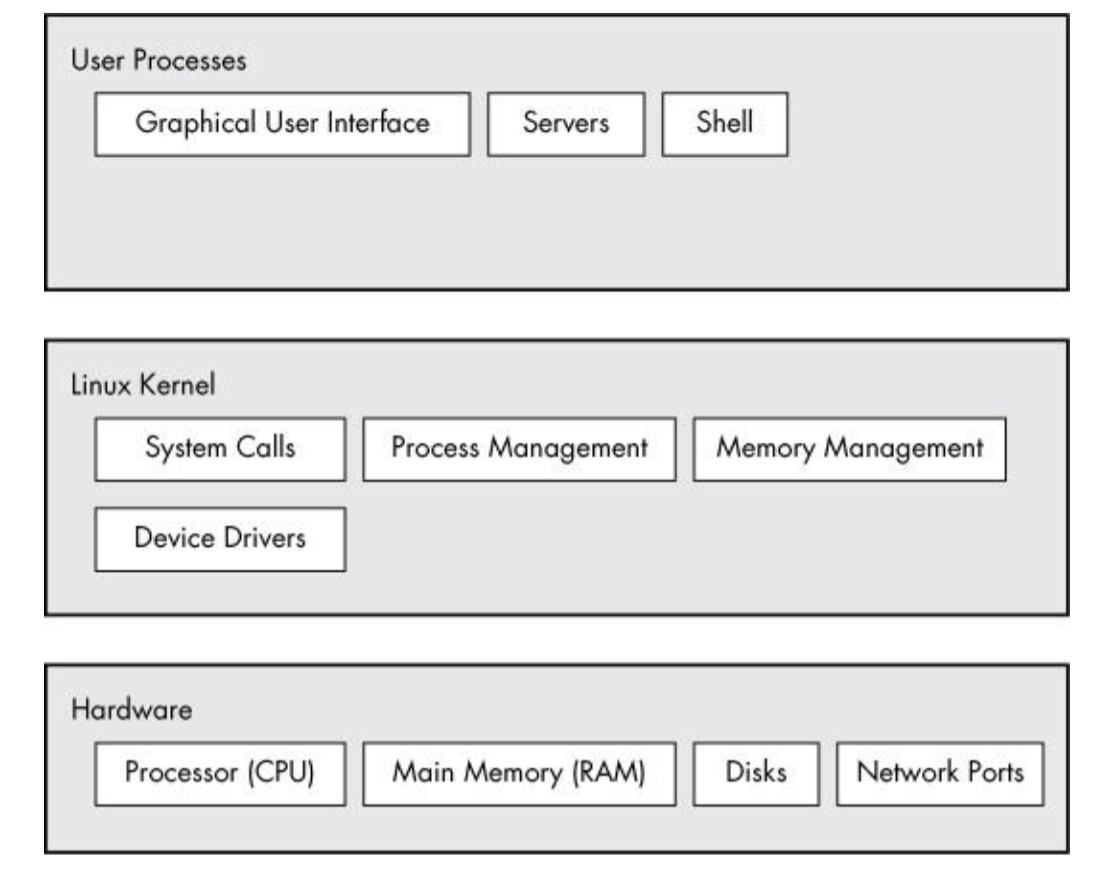 User Processes
Graphical User Interface
Servers
Shell
Linux Kernel
System Calls
Process Management
Memory Management
Device Drivers
Hardware
Processor (CPU)
Main Memory (RAM)
Disks
Network Ports